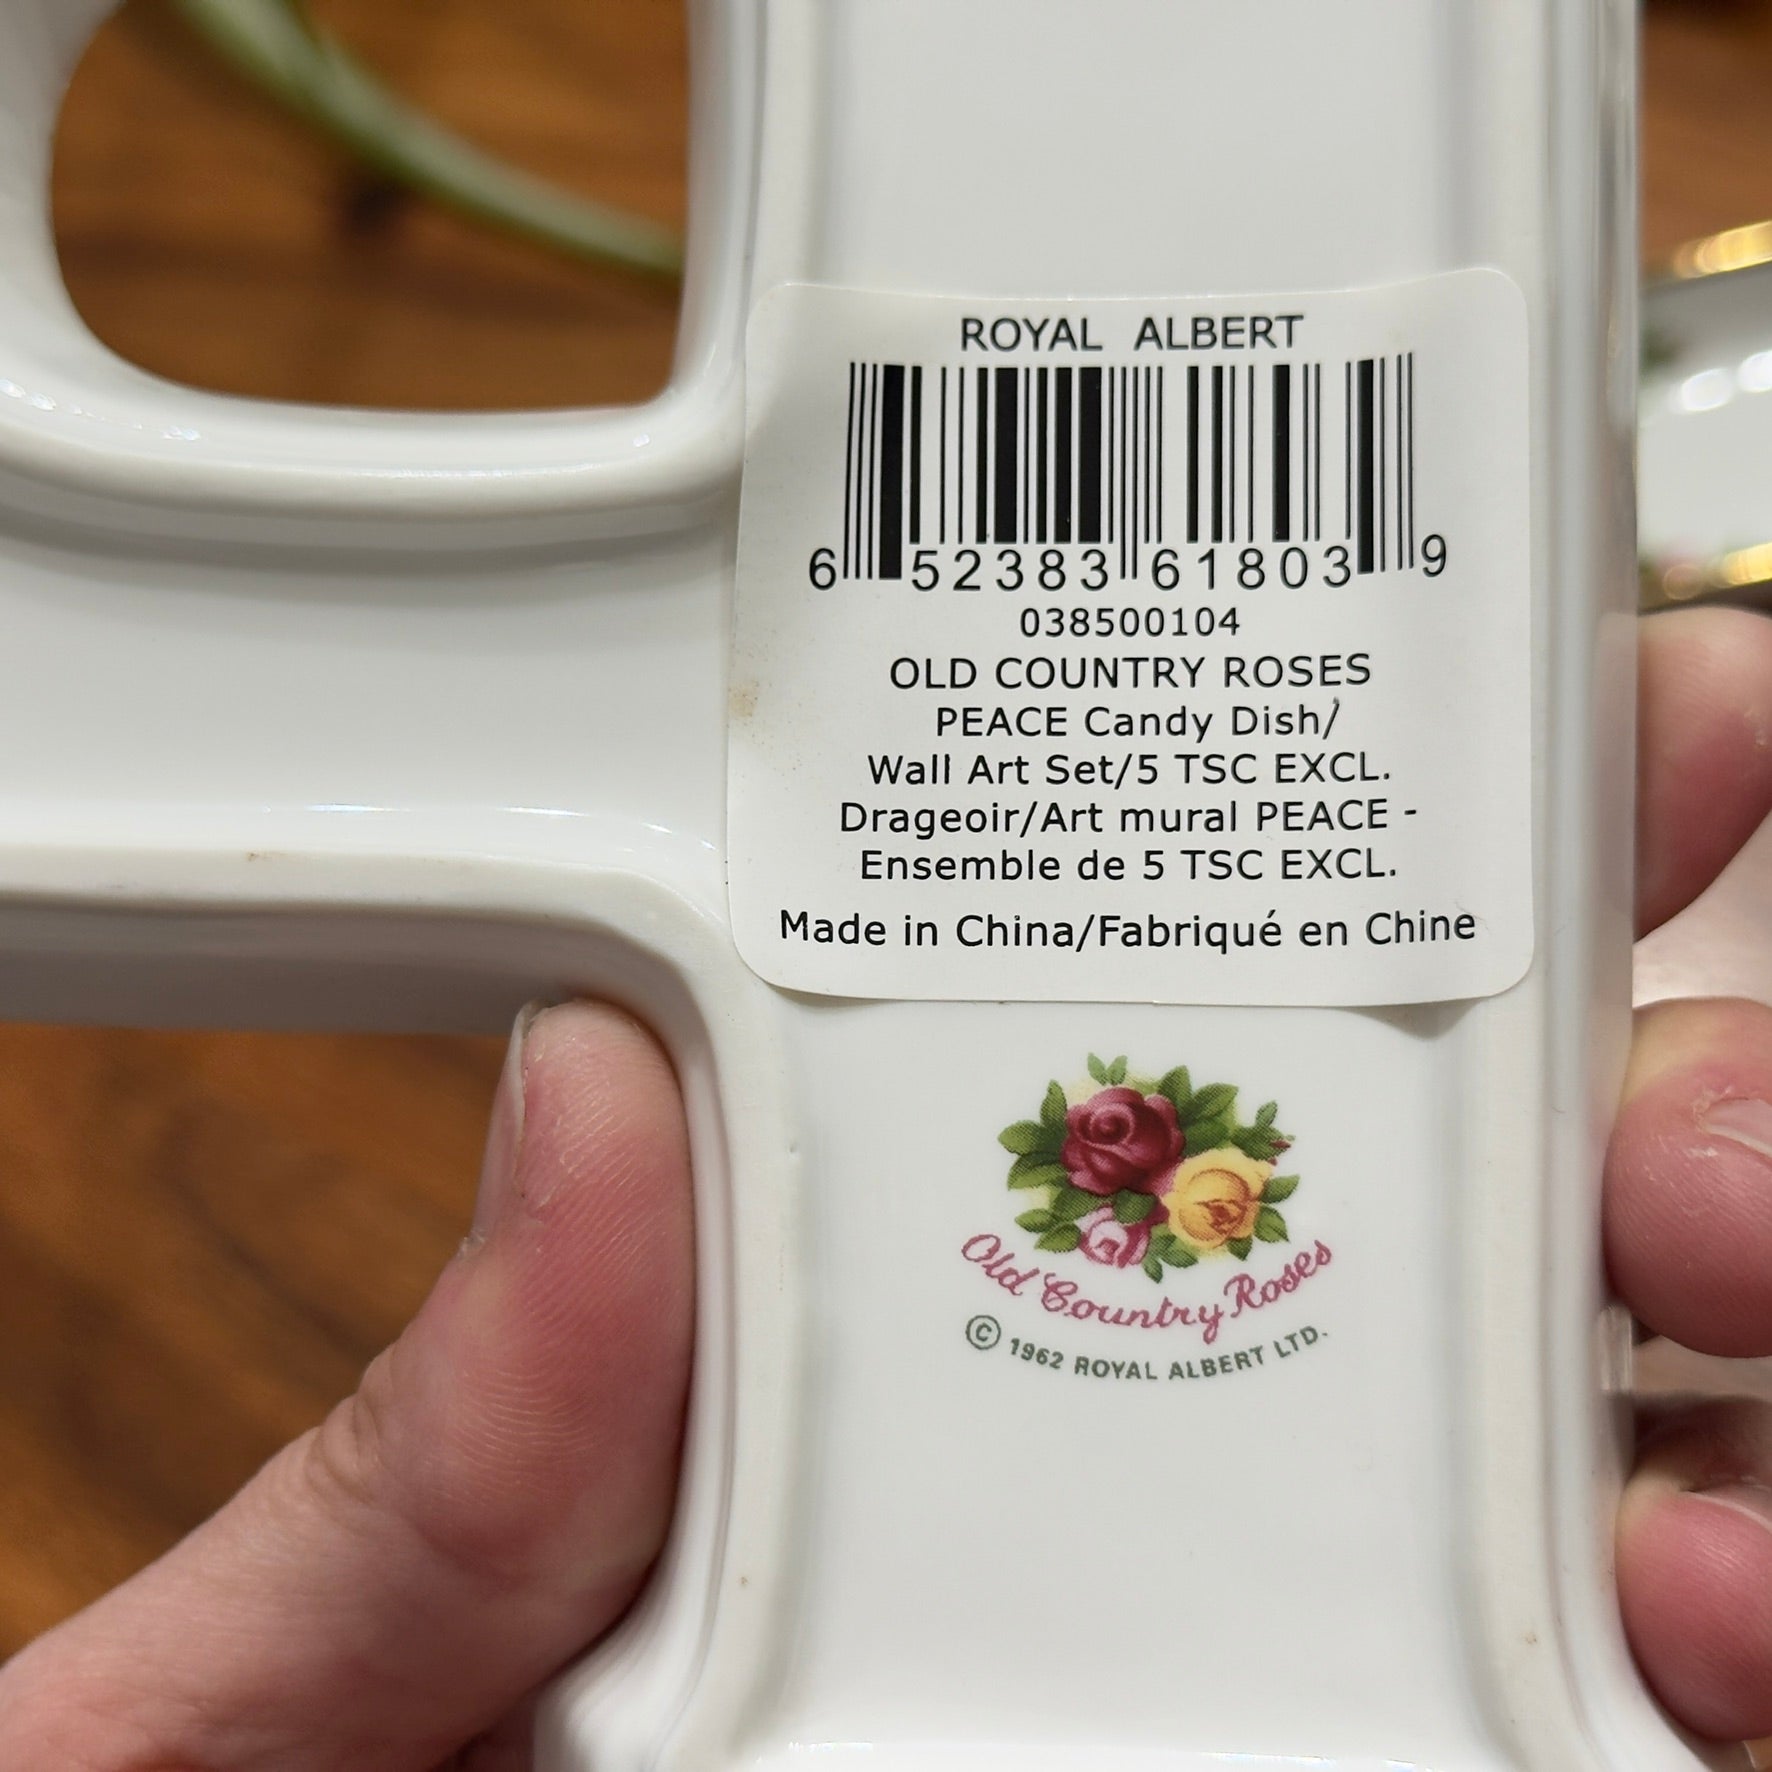 ROYAL ALBERT
6 52383 61803 9
038500104
OLD COUNTRY ROSES
PEACE Candy Dish/
Wall Art Set/5 TSC EXCL.
Drageoir/Art mural PEACE -
Ensemble de 5 TSC EXCL.
Made in China/Fabriqué en Chine
Old Country Roses
© 1962 ROYAL ALBERT LTD.